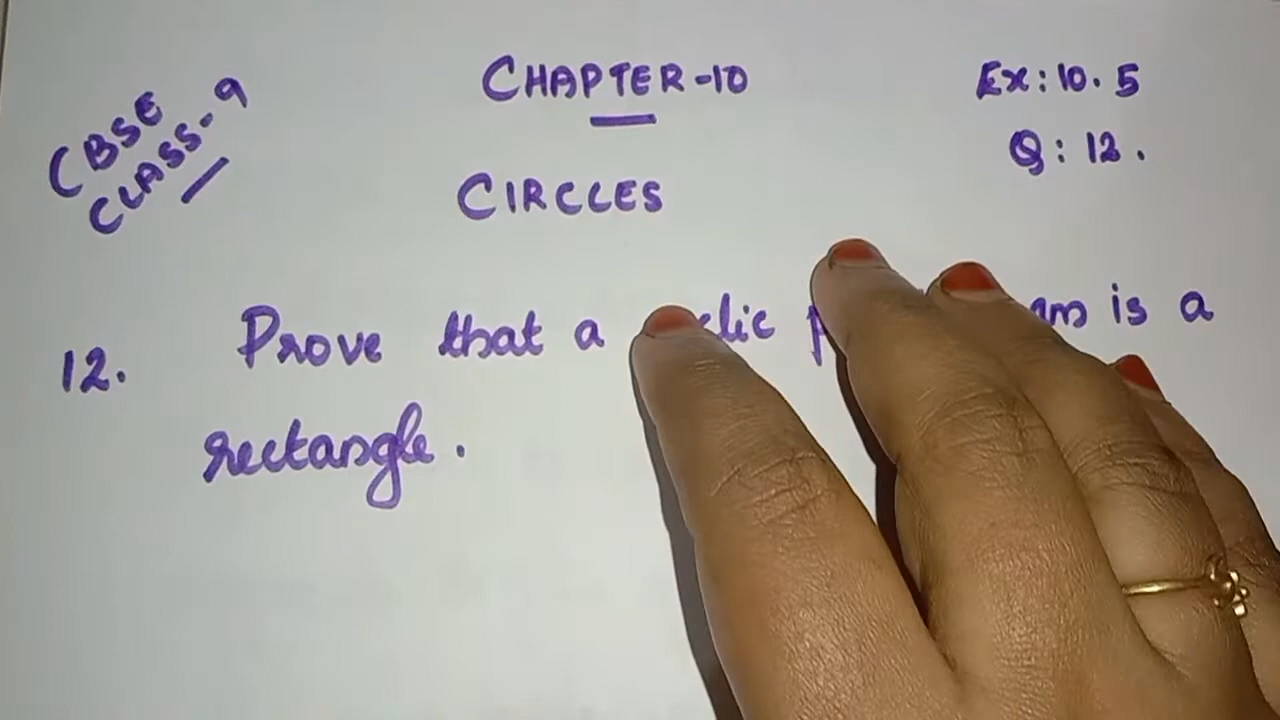 CBSE
CLASS-9
CHAPTER-10
Ex: 10.5
Q: 12.
CIRCLES
12. Prove that a is a
rectangle.